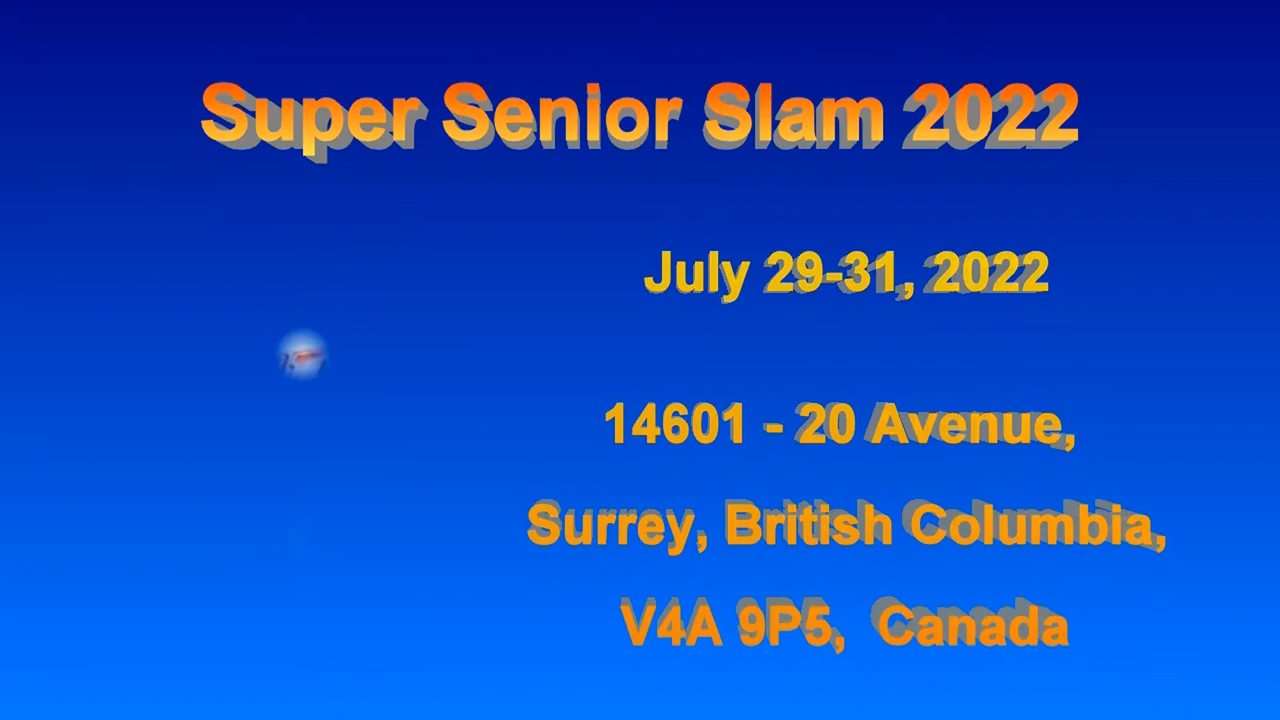 Super Senior Slam 2022
July 29-31, 2022
14601 - 20 Avenue,
Surrey, British Columbia,
V4A 9P5, Canada